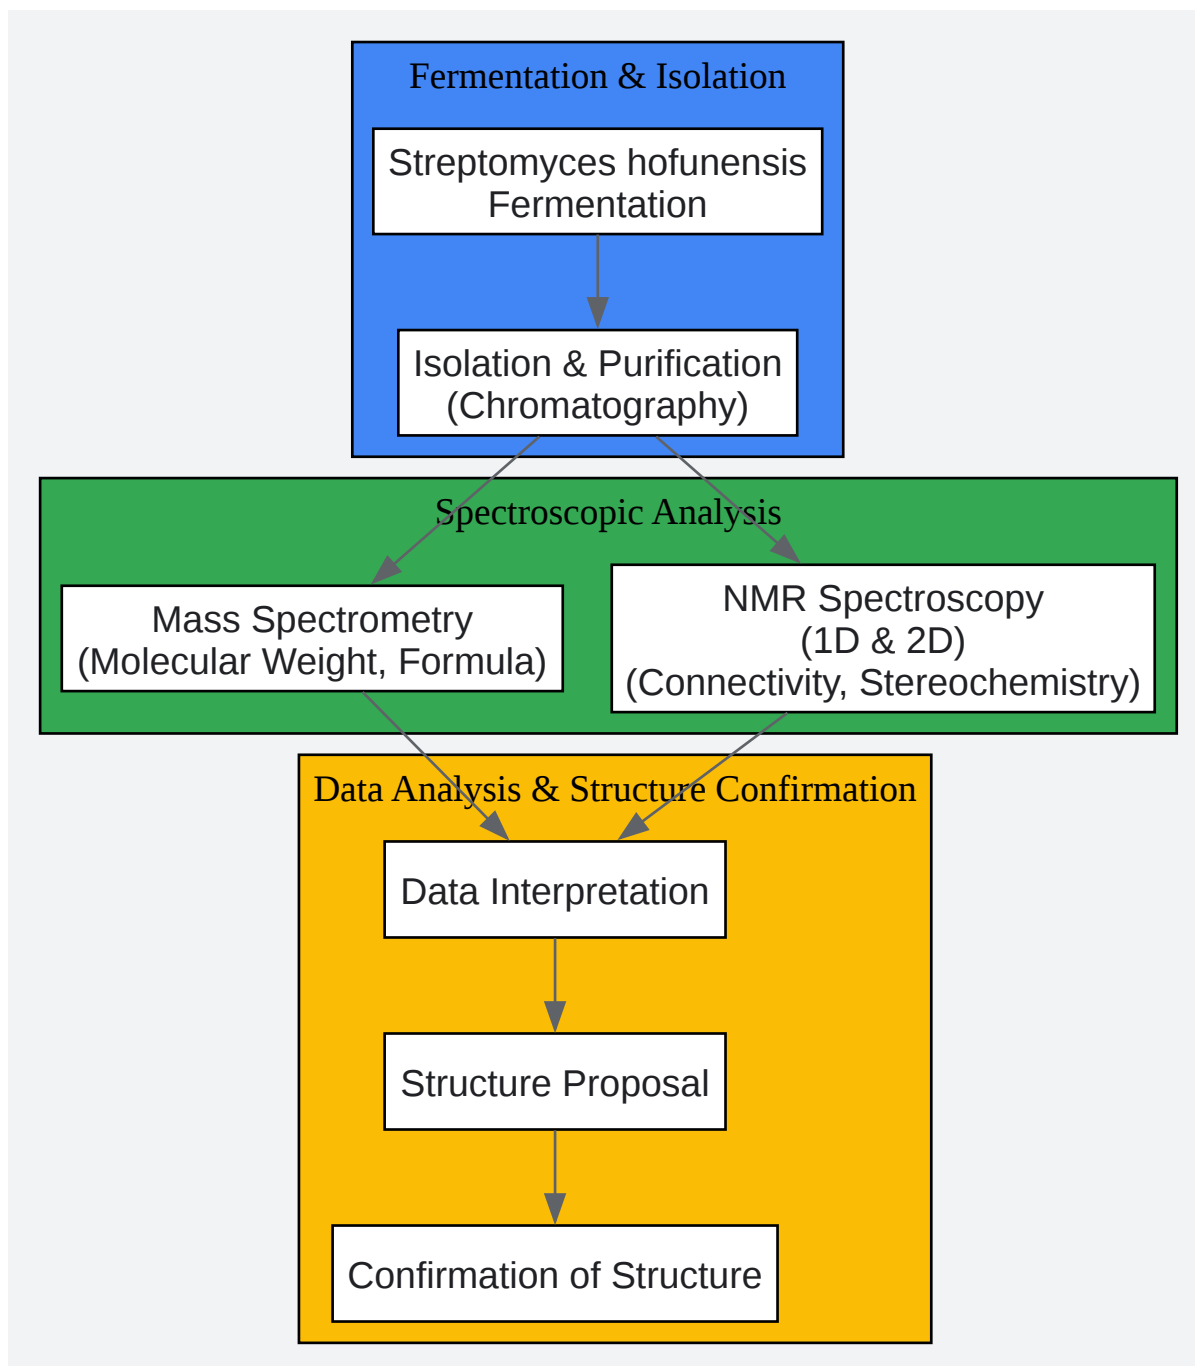 Fermentation & Isolation
Streptomyces hofunensis
Fermentation
Isolation & Purification
(Chromatography)
Spectroscopic Analysis
Mass Spectrometry
(Molecular Weight, Formula)
NMR Spectroscopy
(1D & 2D)
(Connectivity, Stereochemistry)
Data Analysis & Structure Confirmation
Data Interpretation
Structure Proposal
Confirmation of Structure